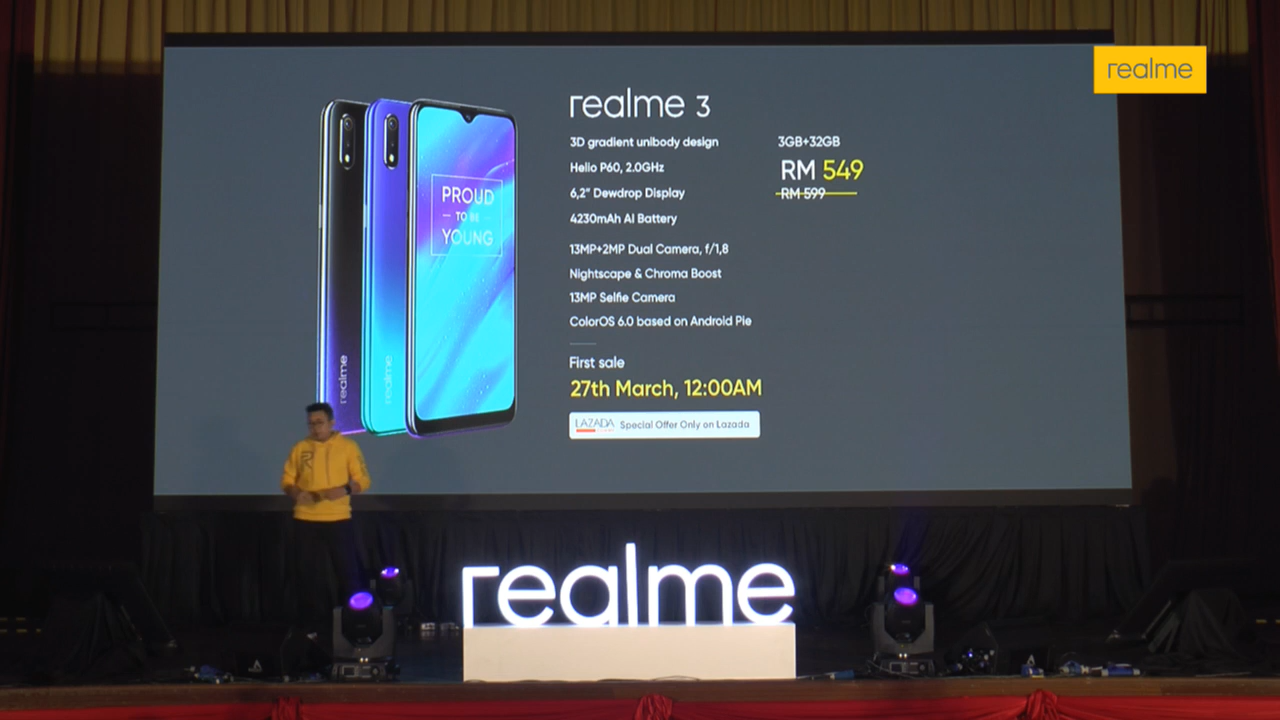 realme
realme 3
3D gradient unibody design
Helio P60, 2.0GHz
6,2" Dewdrop Display
4230mAh AI Battery
13MP+2MP Dual Camera, f/1,8
Nightscape & Chroma Boost
13MP Selfie Camera
ColorOS 6.0 based on Android Pie
3GB+32GB
RM 549
RM 599
First sale
27th March, 12:00AM
LAZADA Special Offer Only on Lazada
PROUD
TO BE
YOUNG
realme
realme
R
realme